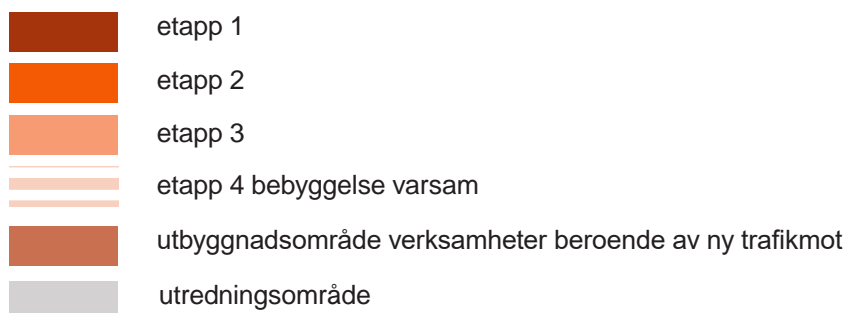 etapp 1
etapp 2
etapp 3
etapp 4 bebyggelse varsam
utbyggnadsområde verksamheter beroende av ny trafikmot
utredningsområde